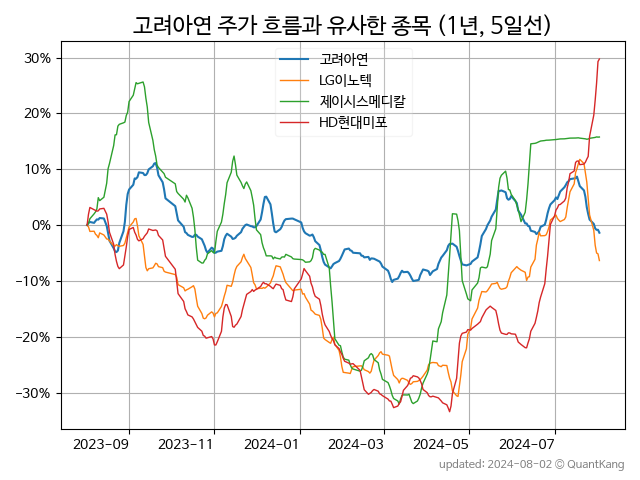 고려아연 주가 흐름과 유사한 종목 (1년, 5일선)
고려아연
LG이노텍
제이시스메디칼
HD현대미포
30%
20%
10%
0%
−10%
−20%
−30%
2023-09 2023-11 2024-01 2024-03 2024-05 2024-07
updated: 2024-08-02 © QuantKang